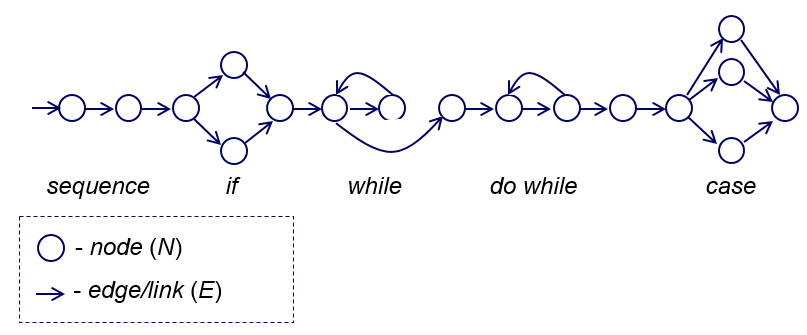 sequence if while do while case
- node (N)
- edge/link (E)